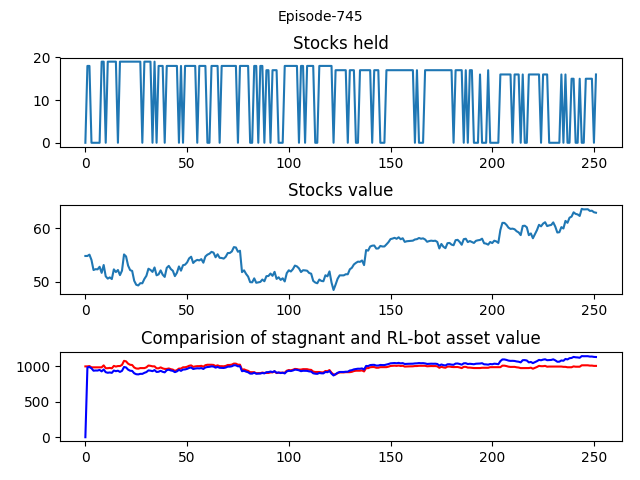 Episode-745
Stocks held
20
10
0
0 50 100 150 200 250
Stocks value
60
50
0 50 100 150 200 250
Comparision of stagnant and RL-bot asset value
1000
500
0
0 50 100 150 200 250